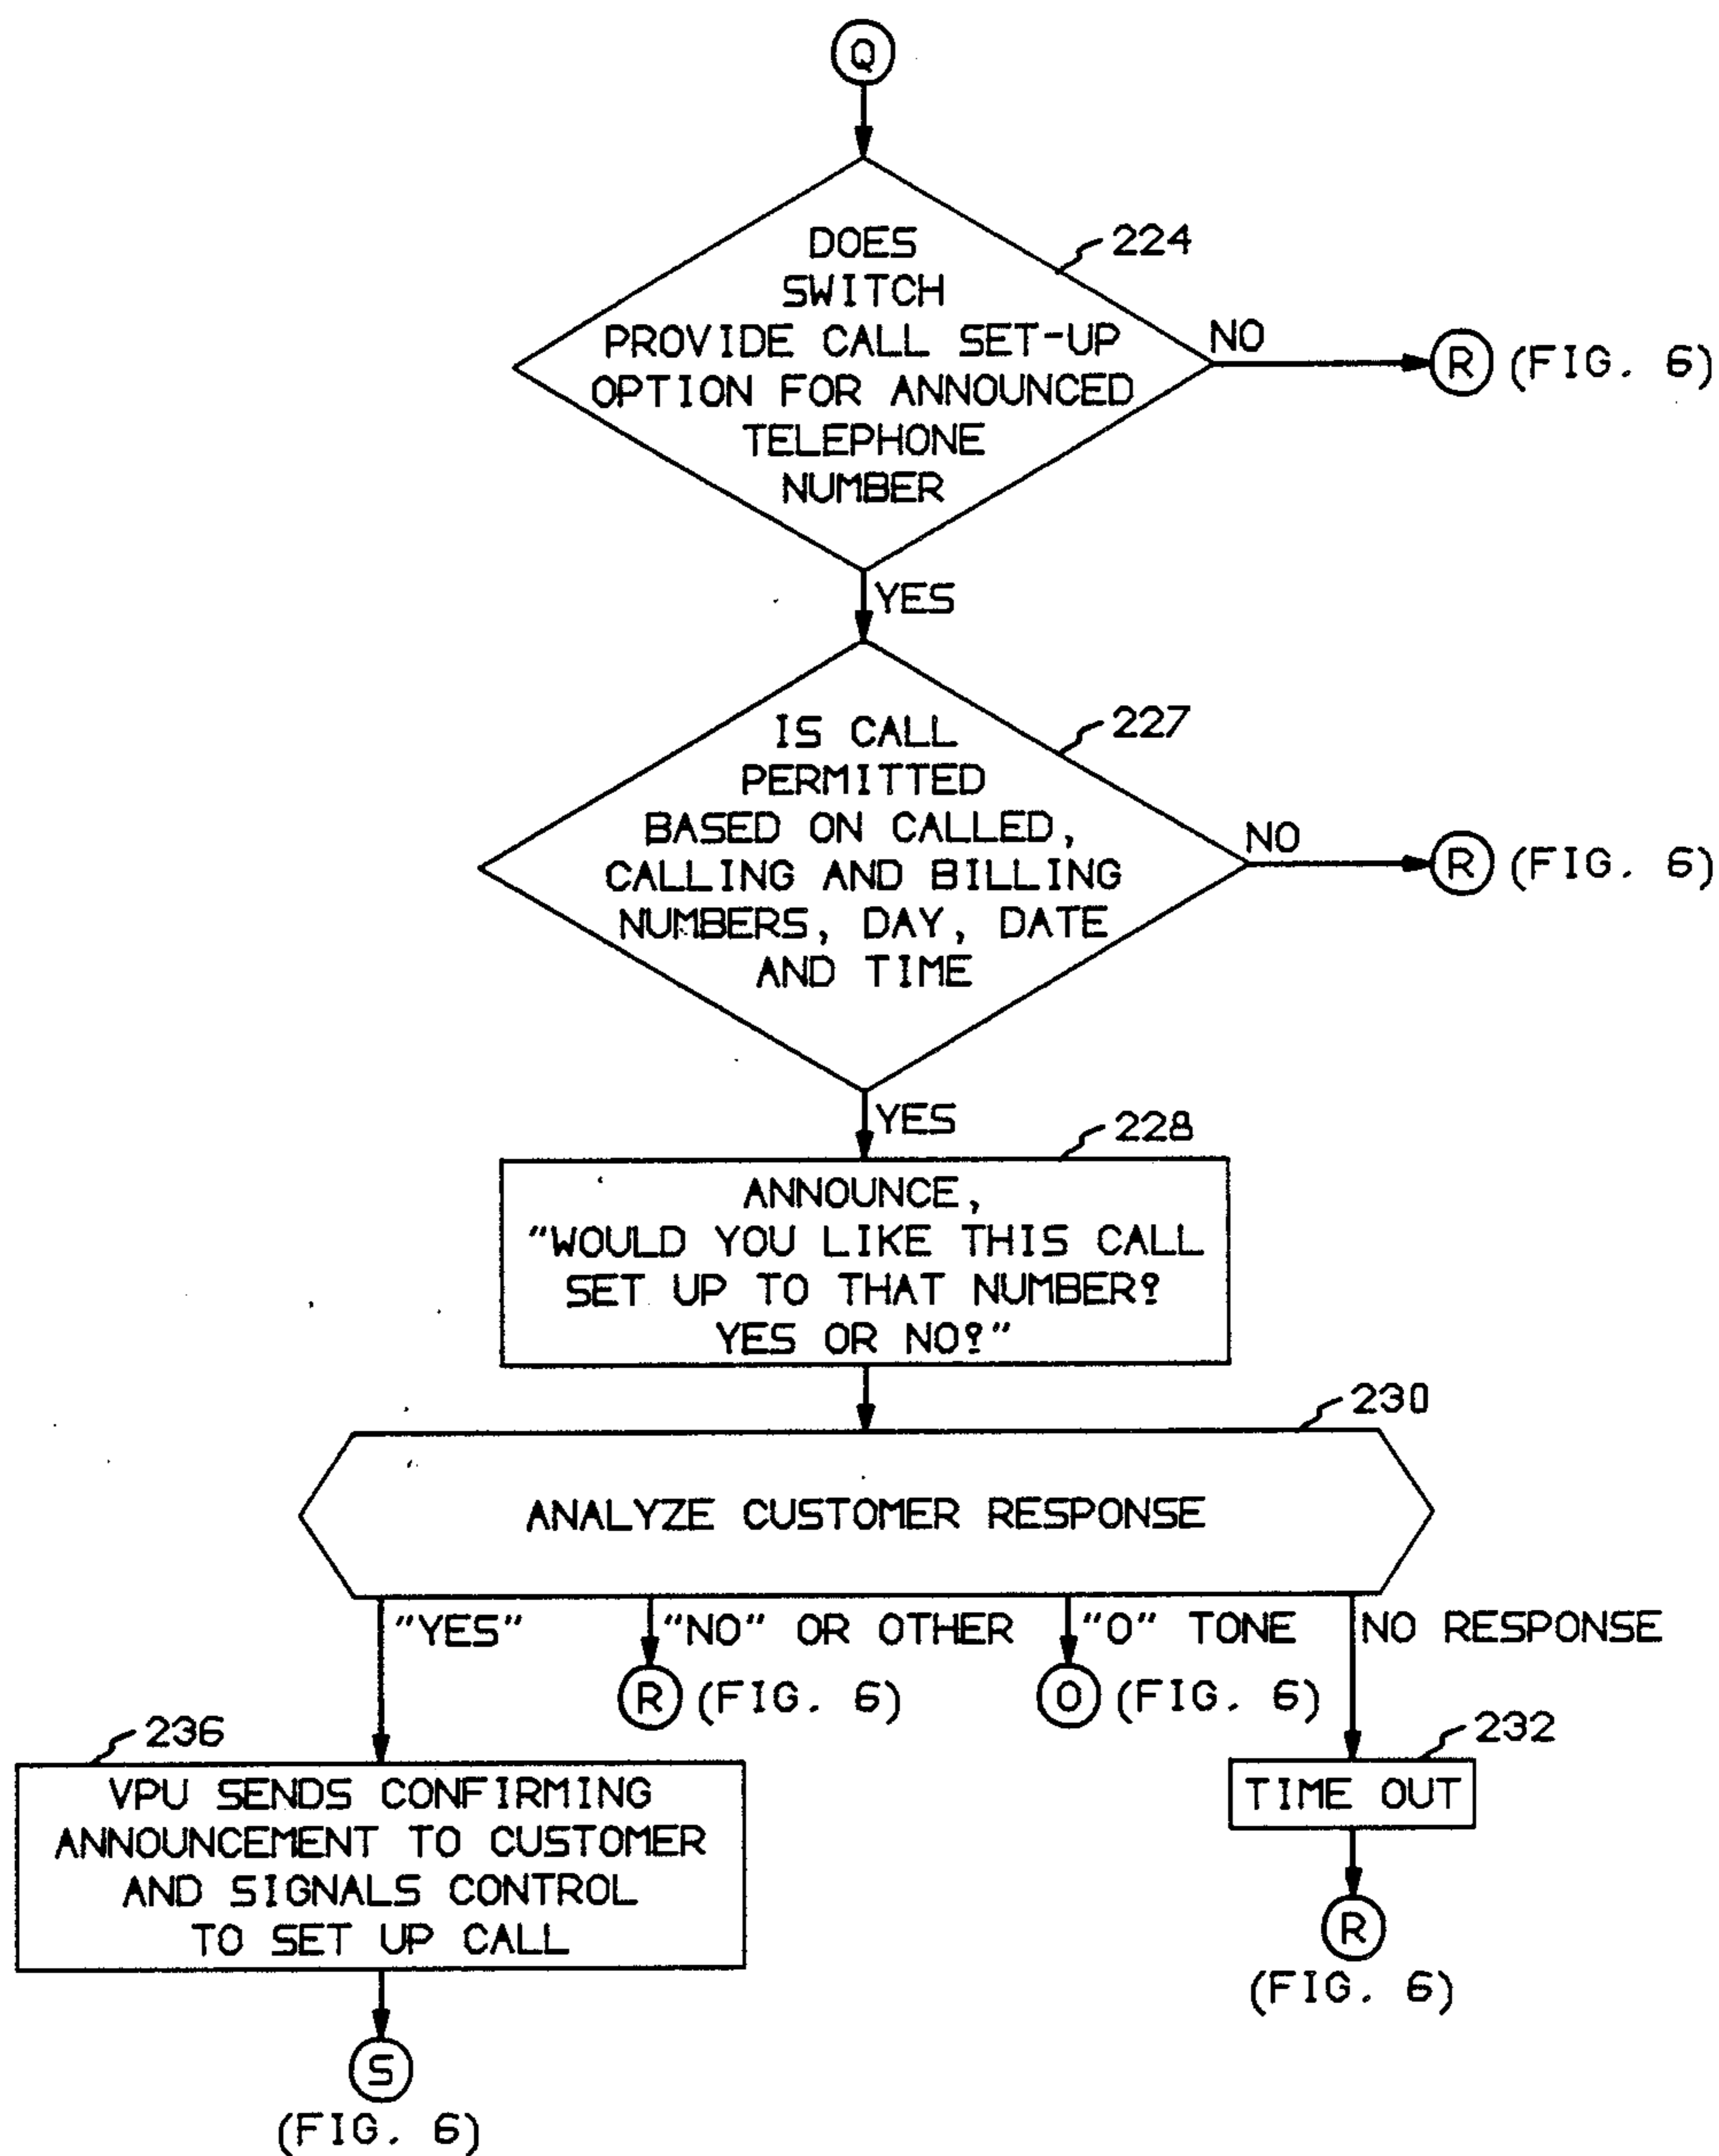 Q
DOES
SWITCH
PROVIDE CALL SET-UP
OPTION FOR ANNOUNCED
TELEPHONE
NUMBER
224
NO
R (FIG. 6)
YES
IS CALL
PERMITTED
BASED ON CALLED,
CALLING AND BILLING
NUMBERS, DAY, DATE
AND TIME
227
NO
R (FIG. 6)
YES
228
ANNOUNCE,
"WOULD YOU LIKE THIS CALL
SET UP TO THAT NUMBER?
YES OR NO?"
230
ANALYZE CUSTOMER RESPONSE
"YES"
"NO" OR OTHER
"0" TONE
NO RESPONSE
R (FIG. 6)
O (FIG. 6)
236
VPU SENDS CONFIRMING
ANNOUNCEMENT TO CUSTOMER
AND SIGNALS CONTROL
TO SET UP CALL
232
TIME OUT
R
(FIG. 6)
S
(FIG. 6)